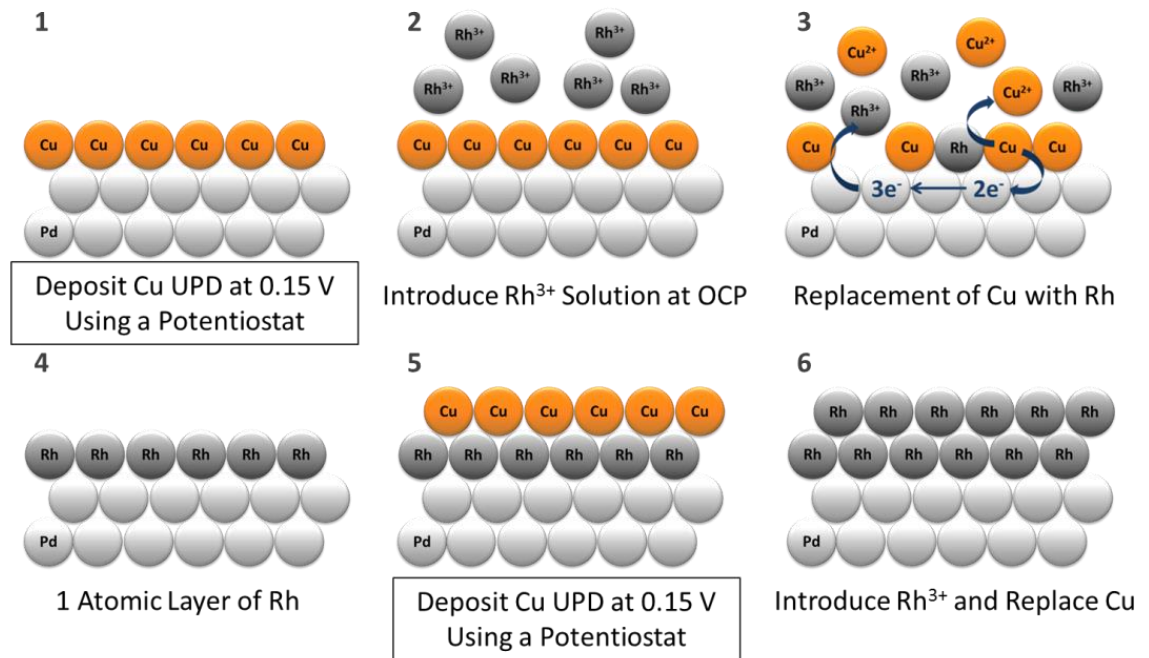 1
Cu Cu Cu Cu Cu Cu
Pd
Deposit Cu UPD at 0.15 V
Using a Potentiostat
2
Rh³⁺ Rh³⁺
Rh³⁺ Rh³⁺ Rh³⁺ Rh³⁺
Cu Cu Cu Cu Cu Cu
Pd
Introduce Rh³⁺ Solution at OCP
3
Cu²⁺ Cu²⁺
Rh³⁺ Rh³⁺ Cu²⁺ Rh³⁺
Rh³⁺
Cu Cu Rh Cu Cu
3e⁻ 2e⁻
Pd
Replacement of Cu with Rh
4
Rh Rh Rh Rh Rh Rh
Pd
1 Atomic Layer of Rh
5
Cu Cu Cu Cu Cu Cu
Rh Rh Rh Rh Rh Rh
Pd
Deposit Cu UPD at 0.15 V
Using a Potentiostat
6
Rh Rh Rh Rh Rh Rh
Rh Rh Rh Rh Rh Rh
Pd
Introduce Rh³⁺ and Replace Cu